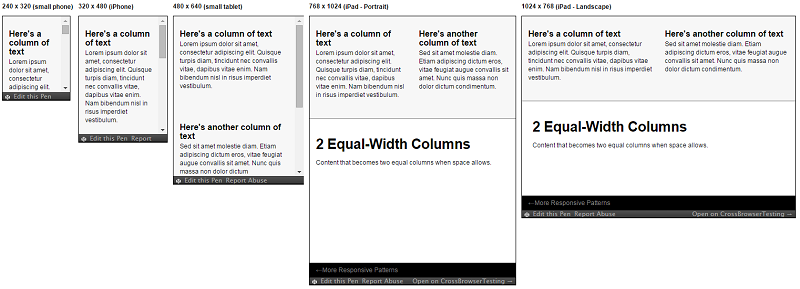 240 x 320 (small phone)
Here's a
column of
text
Lorem ipsum
dolor sit
amet,
consectetur
adipiscing elit.
Edit this Pen
320 x 480 (iPhone)
Here's a column
of text
Lorem ipsum dolor
sit amet,
consectetur
adipiscing elit.
Quisque turpis diam,
tincidunt nec
convallis vitae,
dapibus vitae enim.
Nam bibendum nisl in
risus imperdiet
vestibulum.
Edit this Pen Report
480 x 640 (small tablet)
Here's a column of text
Lorem ipsum dolor sit amet, consectetur
adipiscing elit. Quisque turpis diam,
tincidunt nec convallis vitae, dapibus
vitae enim. Nam bibendum nisl in risus
imperdiet vestibulum.
Here's another column of
text
Sed sit amet molestie diam. Etiam
adipiscing dictum eros, vitae feugiat
augue convallis sit amet. Nunc quis
massa non dolor dictum
Edit this Pen Report Abuse
768 x 1024 (iPad - Portrait)
Here's a column of
text
Lorem ipsum dolor sit amet,
consectetur adipiscing elit.
Quisque turpis diam, tincidunt
nec convallis vitae, dapibus
vitae enim. Nam bibendum nisl
in risus imperdiet vestibulum.
Here's another
column of text
Sed sit amet molestie diam. Etiam
adipiscing dictum eros, vitae
feugiat augue convallis sit amet.
Nunc quis massa non dolor
dictum condimentum.
2 Equal-Width Columns
Content that becomes two equal columns when space allows.
←More Responsive Patterns
Edit this Pen Report Abuse Open on CrossBrowserTesting →
1024 x 768 (iPad - Landscape)
Here's a column of text
Lorem ipsum dolor sit amet, consectetur
adipiscing elit. Quisque turpis diam, tincidunt
nec convallis vitae, dapibus vitae enim. Nam
bibendum nisl in risus imperdiet vestibulum.
Here's another column of text
Sed sit amet molestie diam. Etiam adipiscing
dictum eros, vitae feugiat augue convallis sit
amet. Nunc quis massa non dolor dictum
condimentum.
2 Equal-Width Columns
Content that becomes two equal columns when space allows.
←More Responsive Patterns
Edit this Pen Report Abuse Open on CrossBrowserTesting →